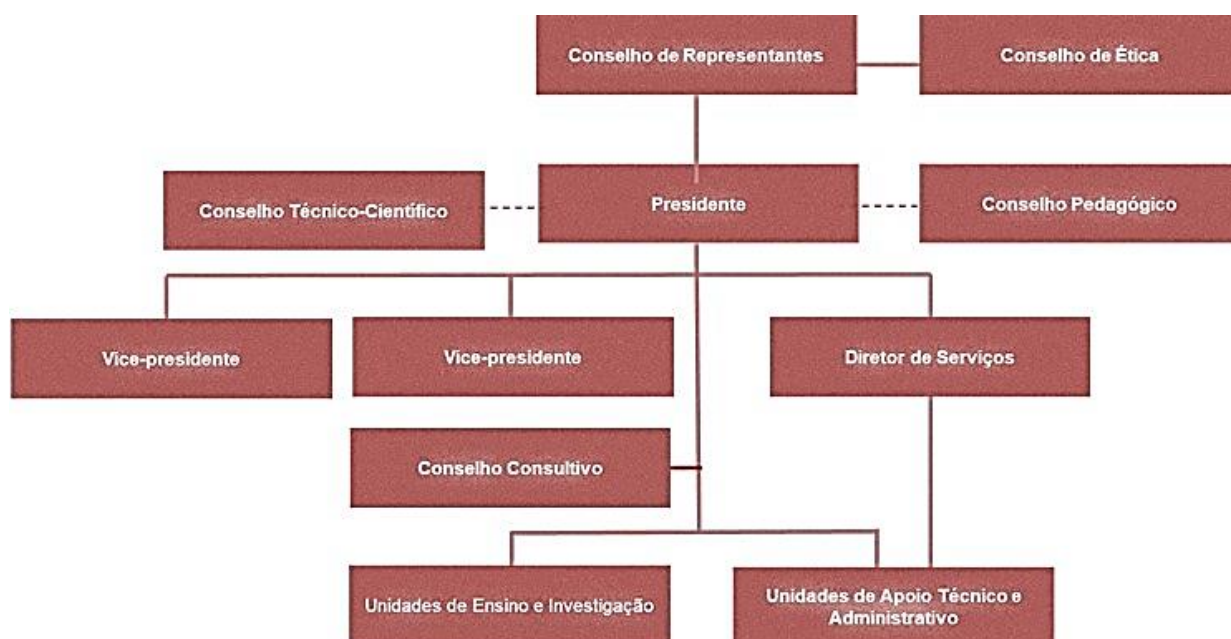 Conselho de Representantes
Conselho de Ética
Conselho Técnico-Científico
Presidente
Conselho Pedagógico
Vice-presidente
Vice-presidente
Diretor de Serviços
Conselho Consultivo
Unidades de Ensino e Investigação
Unidades de Apoio Técnico e
Administrativo